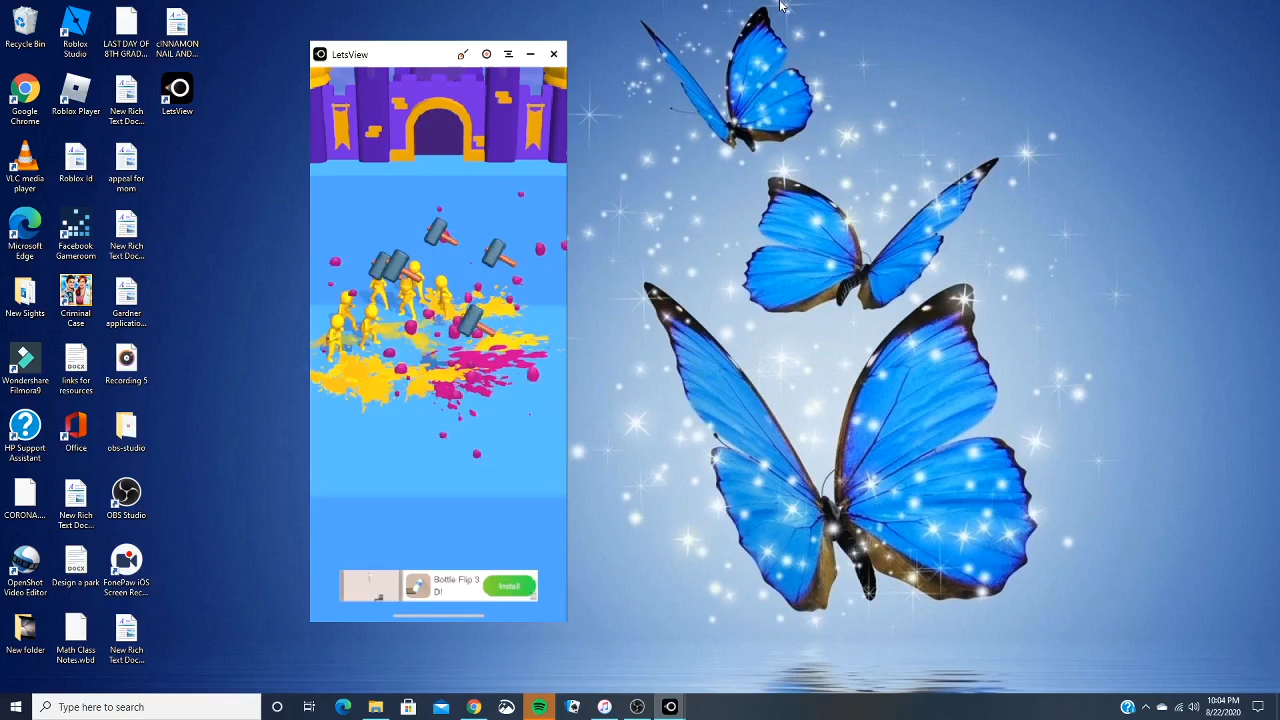 Recycle Bin
Roblox Studio
LAST DAY OF 8TH GRAD...
cINNAMON NAIL AND...
Google Chrome
Roblox Player
New Rich Text Doc...
LetsView
VLC media player
Roblox Id
appeal for mom
Microsoft Edge
Facebook Gameroom
New Rich Text Doc...
New Sights
Criminal Case
Gardner applicatio...
Wondershare Filmora9
links for resources
Recording 5
HP Support Assistant
Office
obs-studio
CORONA....
New Rich Text Doc...
OBS Studio
OpenShot Video Editor
Design a park
FonePaw iOS Screen Rec...
New folder
Math Class Notes.wbd
New Rich Text Doc...
LetsView
Bottle Flip 3
D!
Install
Type here to search
10:04 PM
8/22/2020